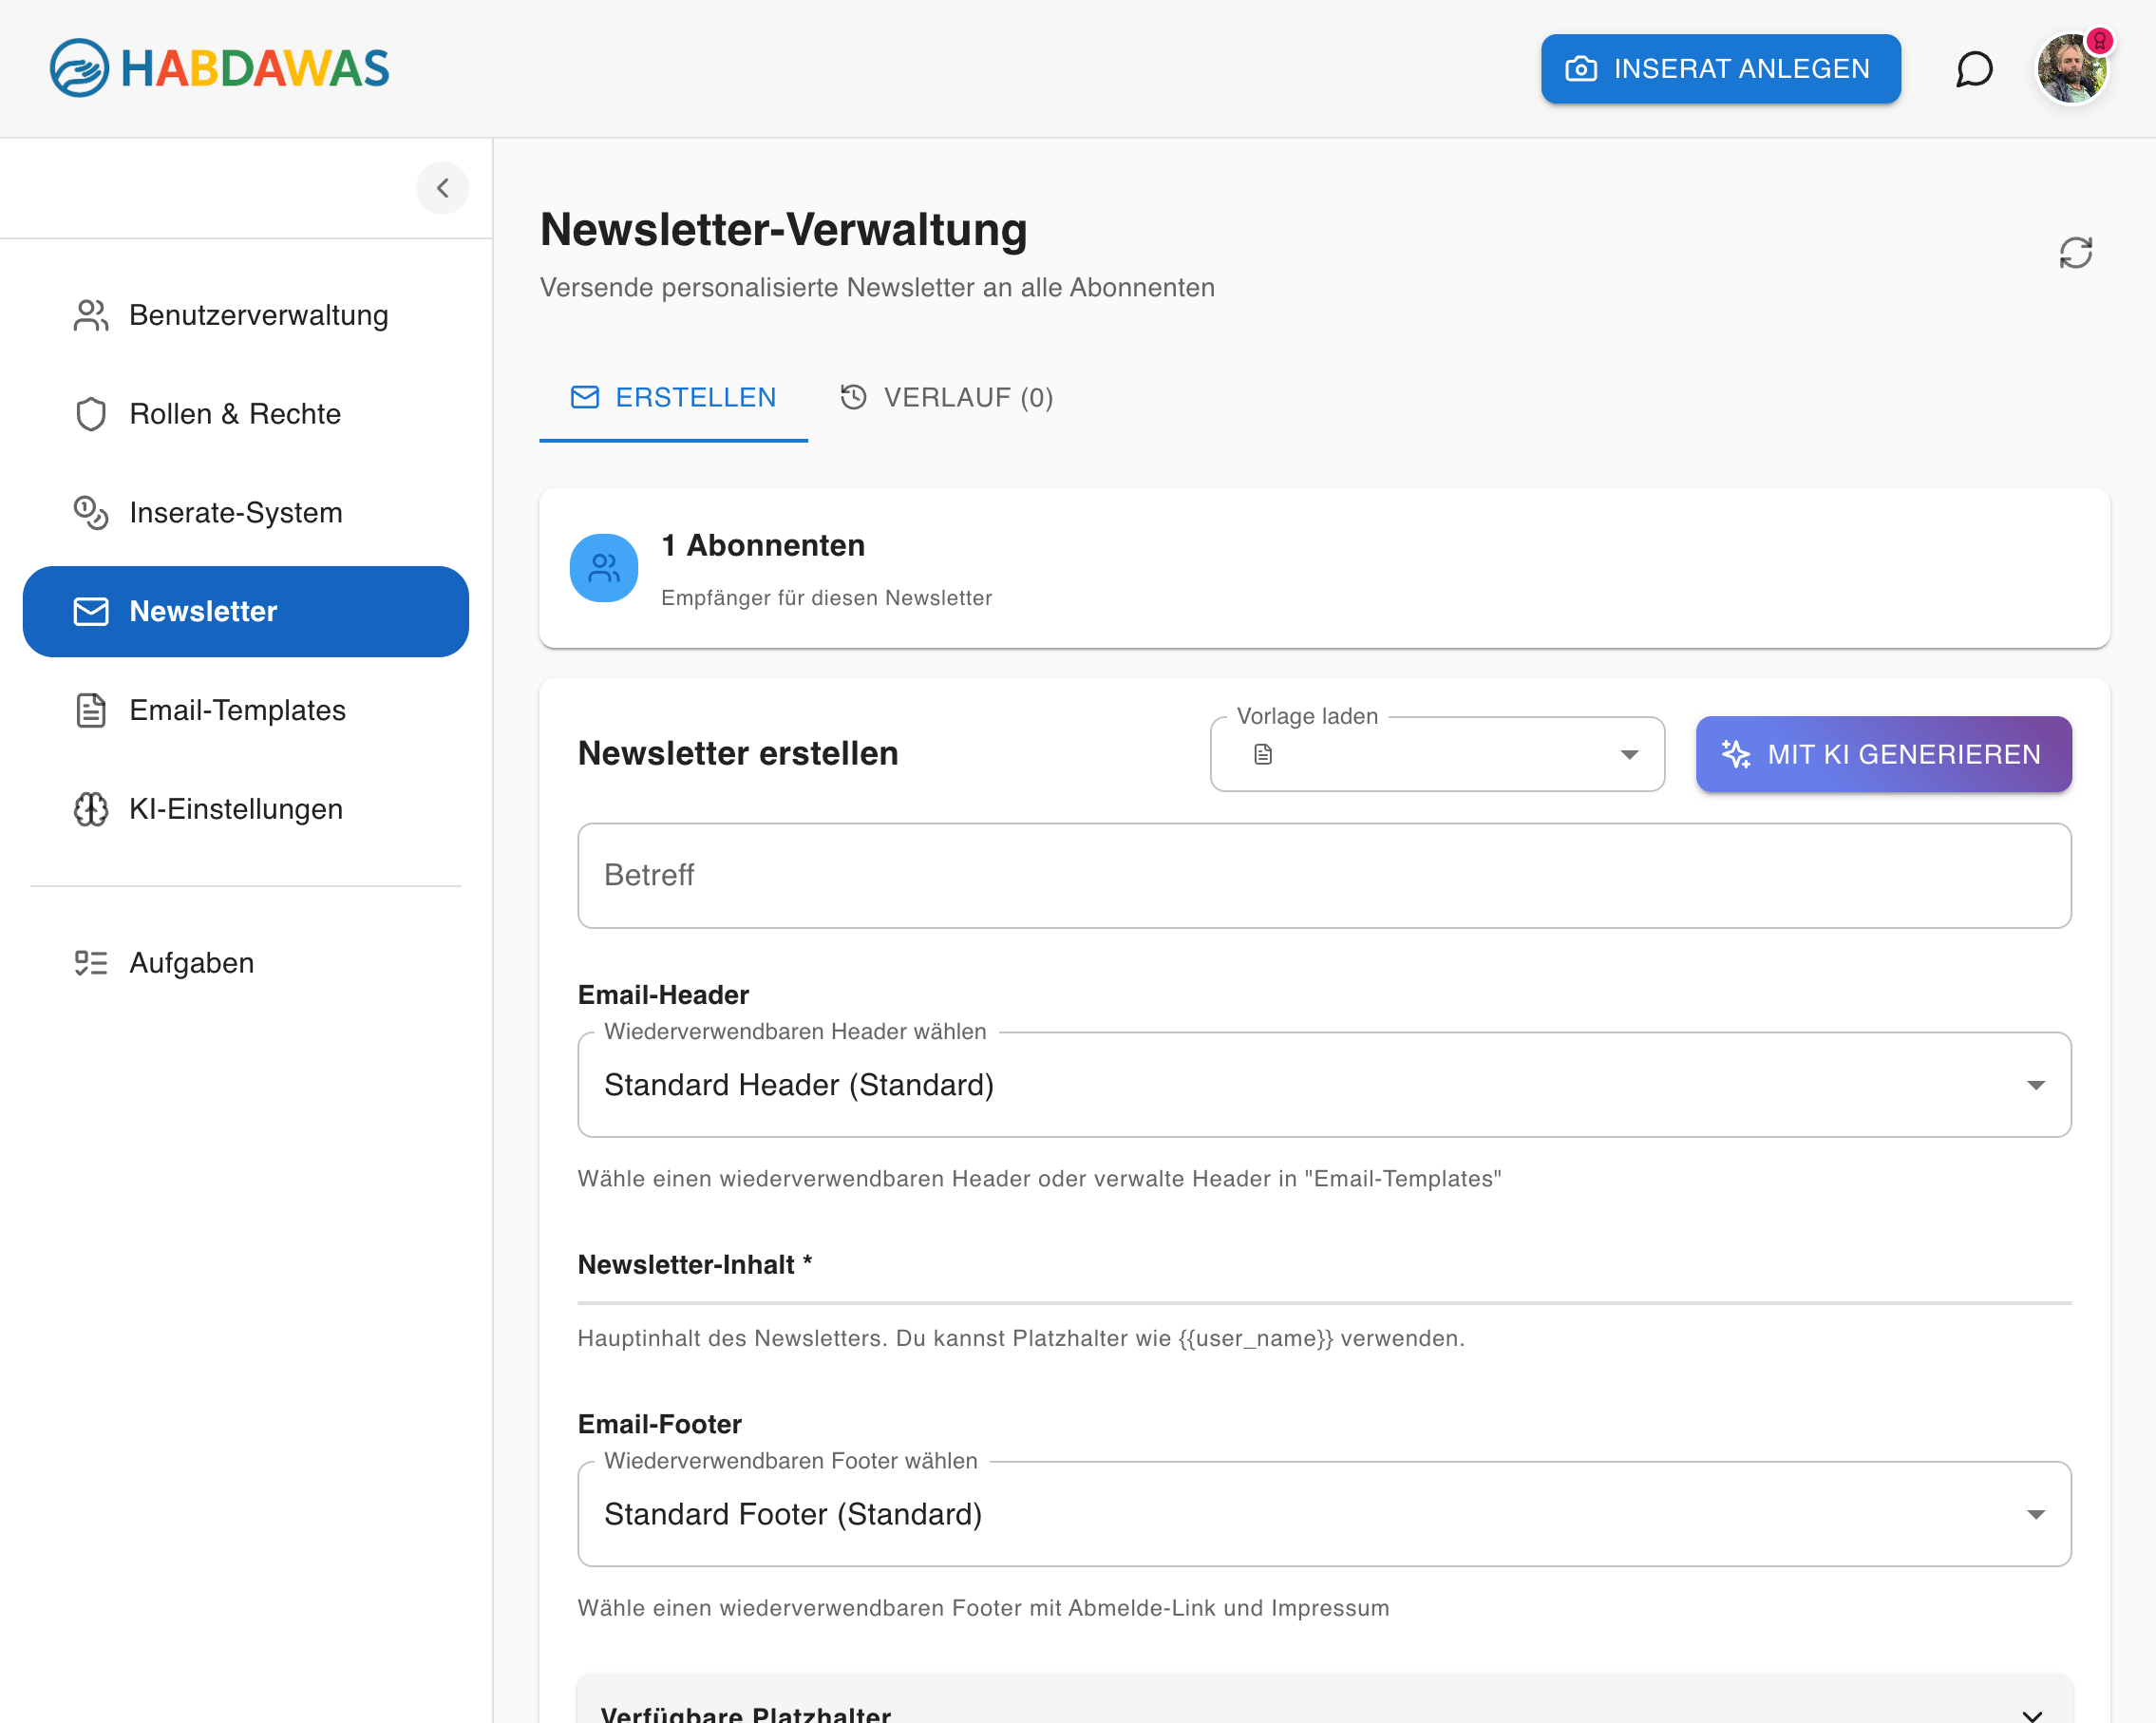 HABDAWAS
INSERAT ANLEGEN
Benutzerverwaltung
Rollen & Rechte
Inserate-System
Newsletter
Email-Templates
KI-Einstellungen
Aufgaben
Newsletter-Verwaltung
Versende personalisierte Newsletter an alle Abonnenten
ERSTELLEN
VERLAUF (0)
1 Abonnenten
Empfänger für diesen Newsletter
Newsletter erstellen
Vorlage laden
MIT KI GENERIEREN
Betreff
Email-Header
Wiederverwendbaren Header wählen
Standard Header (Standard)
Wähle einen wiederverwendbaren Header oder verwalte Header in "Email-Templates"
Newsletter-Inhalt *
Hauptinhalt des Newsletters. Du kannst Platzhalter wie {{user_name}} verwenden.
Email-Footer
Wiederverwendbaren Footer wählen
Standard Footer (Standard)
Wähle einen wiederverwendbaren Footer mit Abmelde-Link und Impressum
Verfügbare Platzhalter